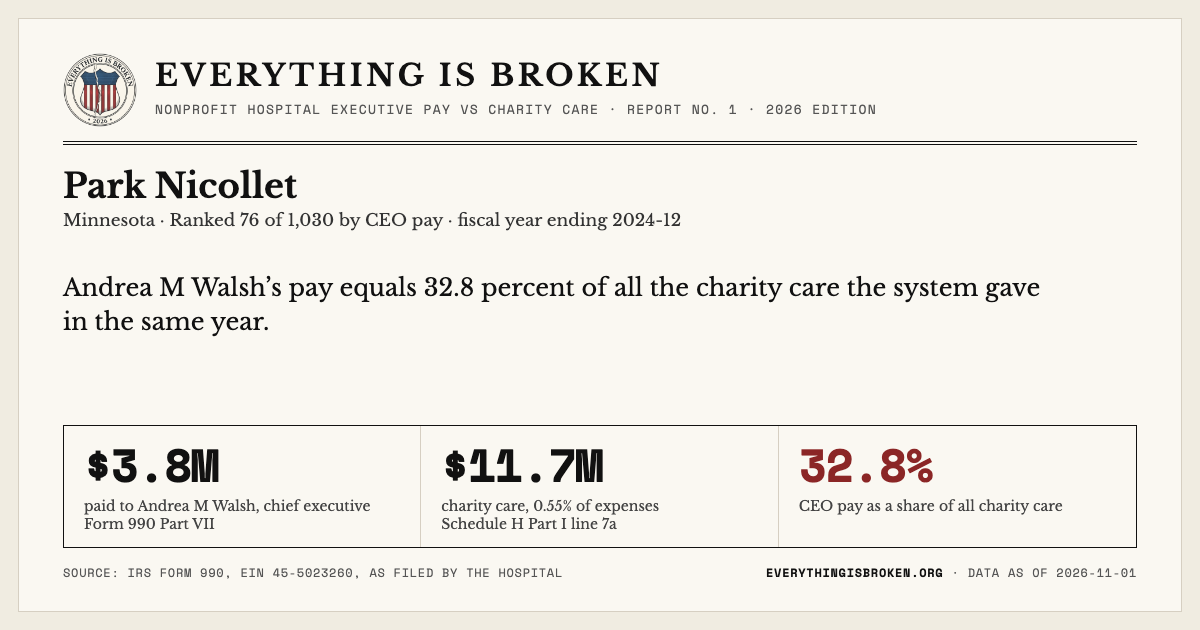 EVERYTHING IS BROKEN
· 2026 ·
EVERYTHING IS BROKEN
NONPROFIT HOSPITAL EXECUTIVE PAY VS CHARITY CARE · REPORT NO. 1 · 2026 EDITION
Park Nicollet
Minnesota · Ranked 76 of 1,030 by CEO pay · fiscal year ending 2024-12
Andrea M Walsh’s pay equals 32.8 percent of all the charity care the system gave
in the same year.
$3.8M
paid to Andrea M Walsh, chief executive
Form 990 Part VII
$11.7M
charity care, 0.55% of expenses
Schedule H Part I line 7a
32.8%
CEO pay as a share of all charity care
SOURCE: IRS FORM 990, EIN 45-5023260, AS FILED BY THE HOSPITAL
EVERYTHINGISBROKEN.ORG · DATA AS OF 2026-11-01